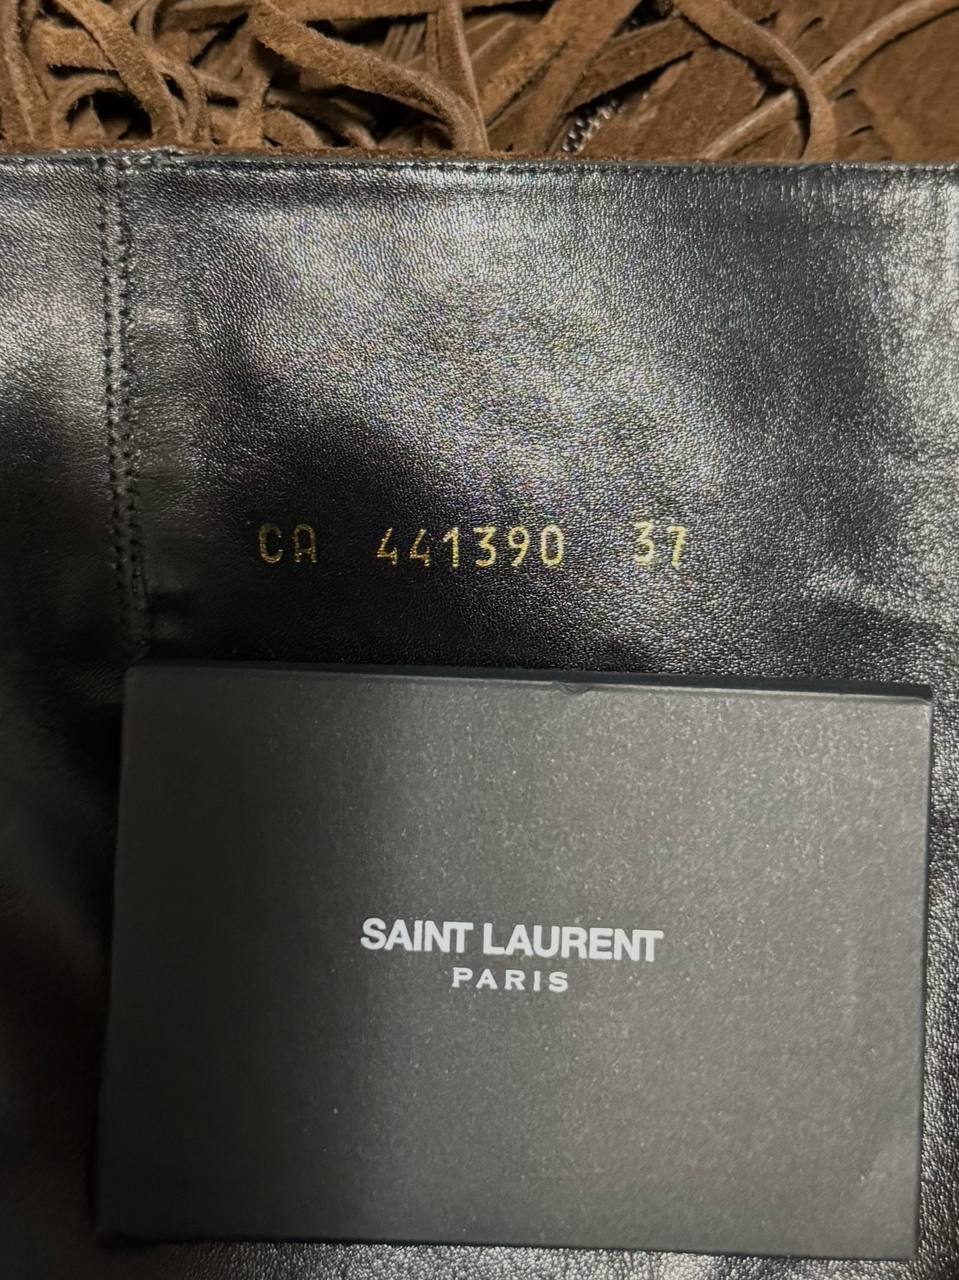 CA 441390 37
SAINT LAURENT
PARIS